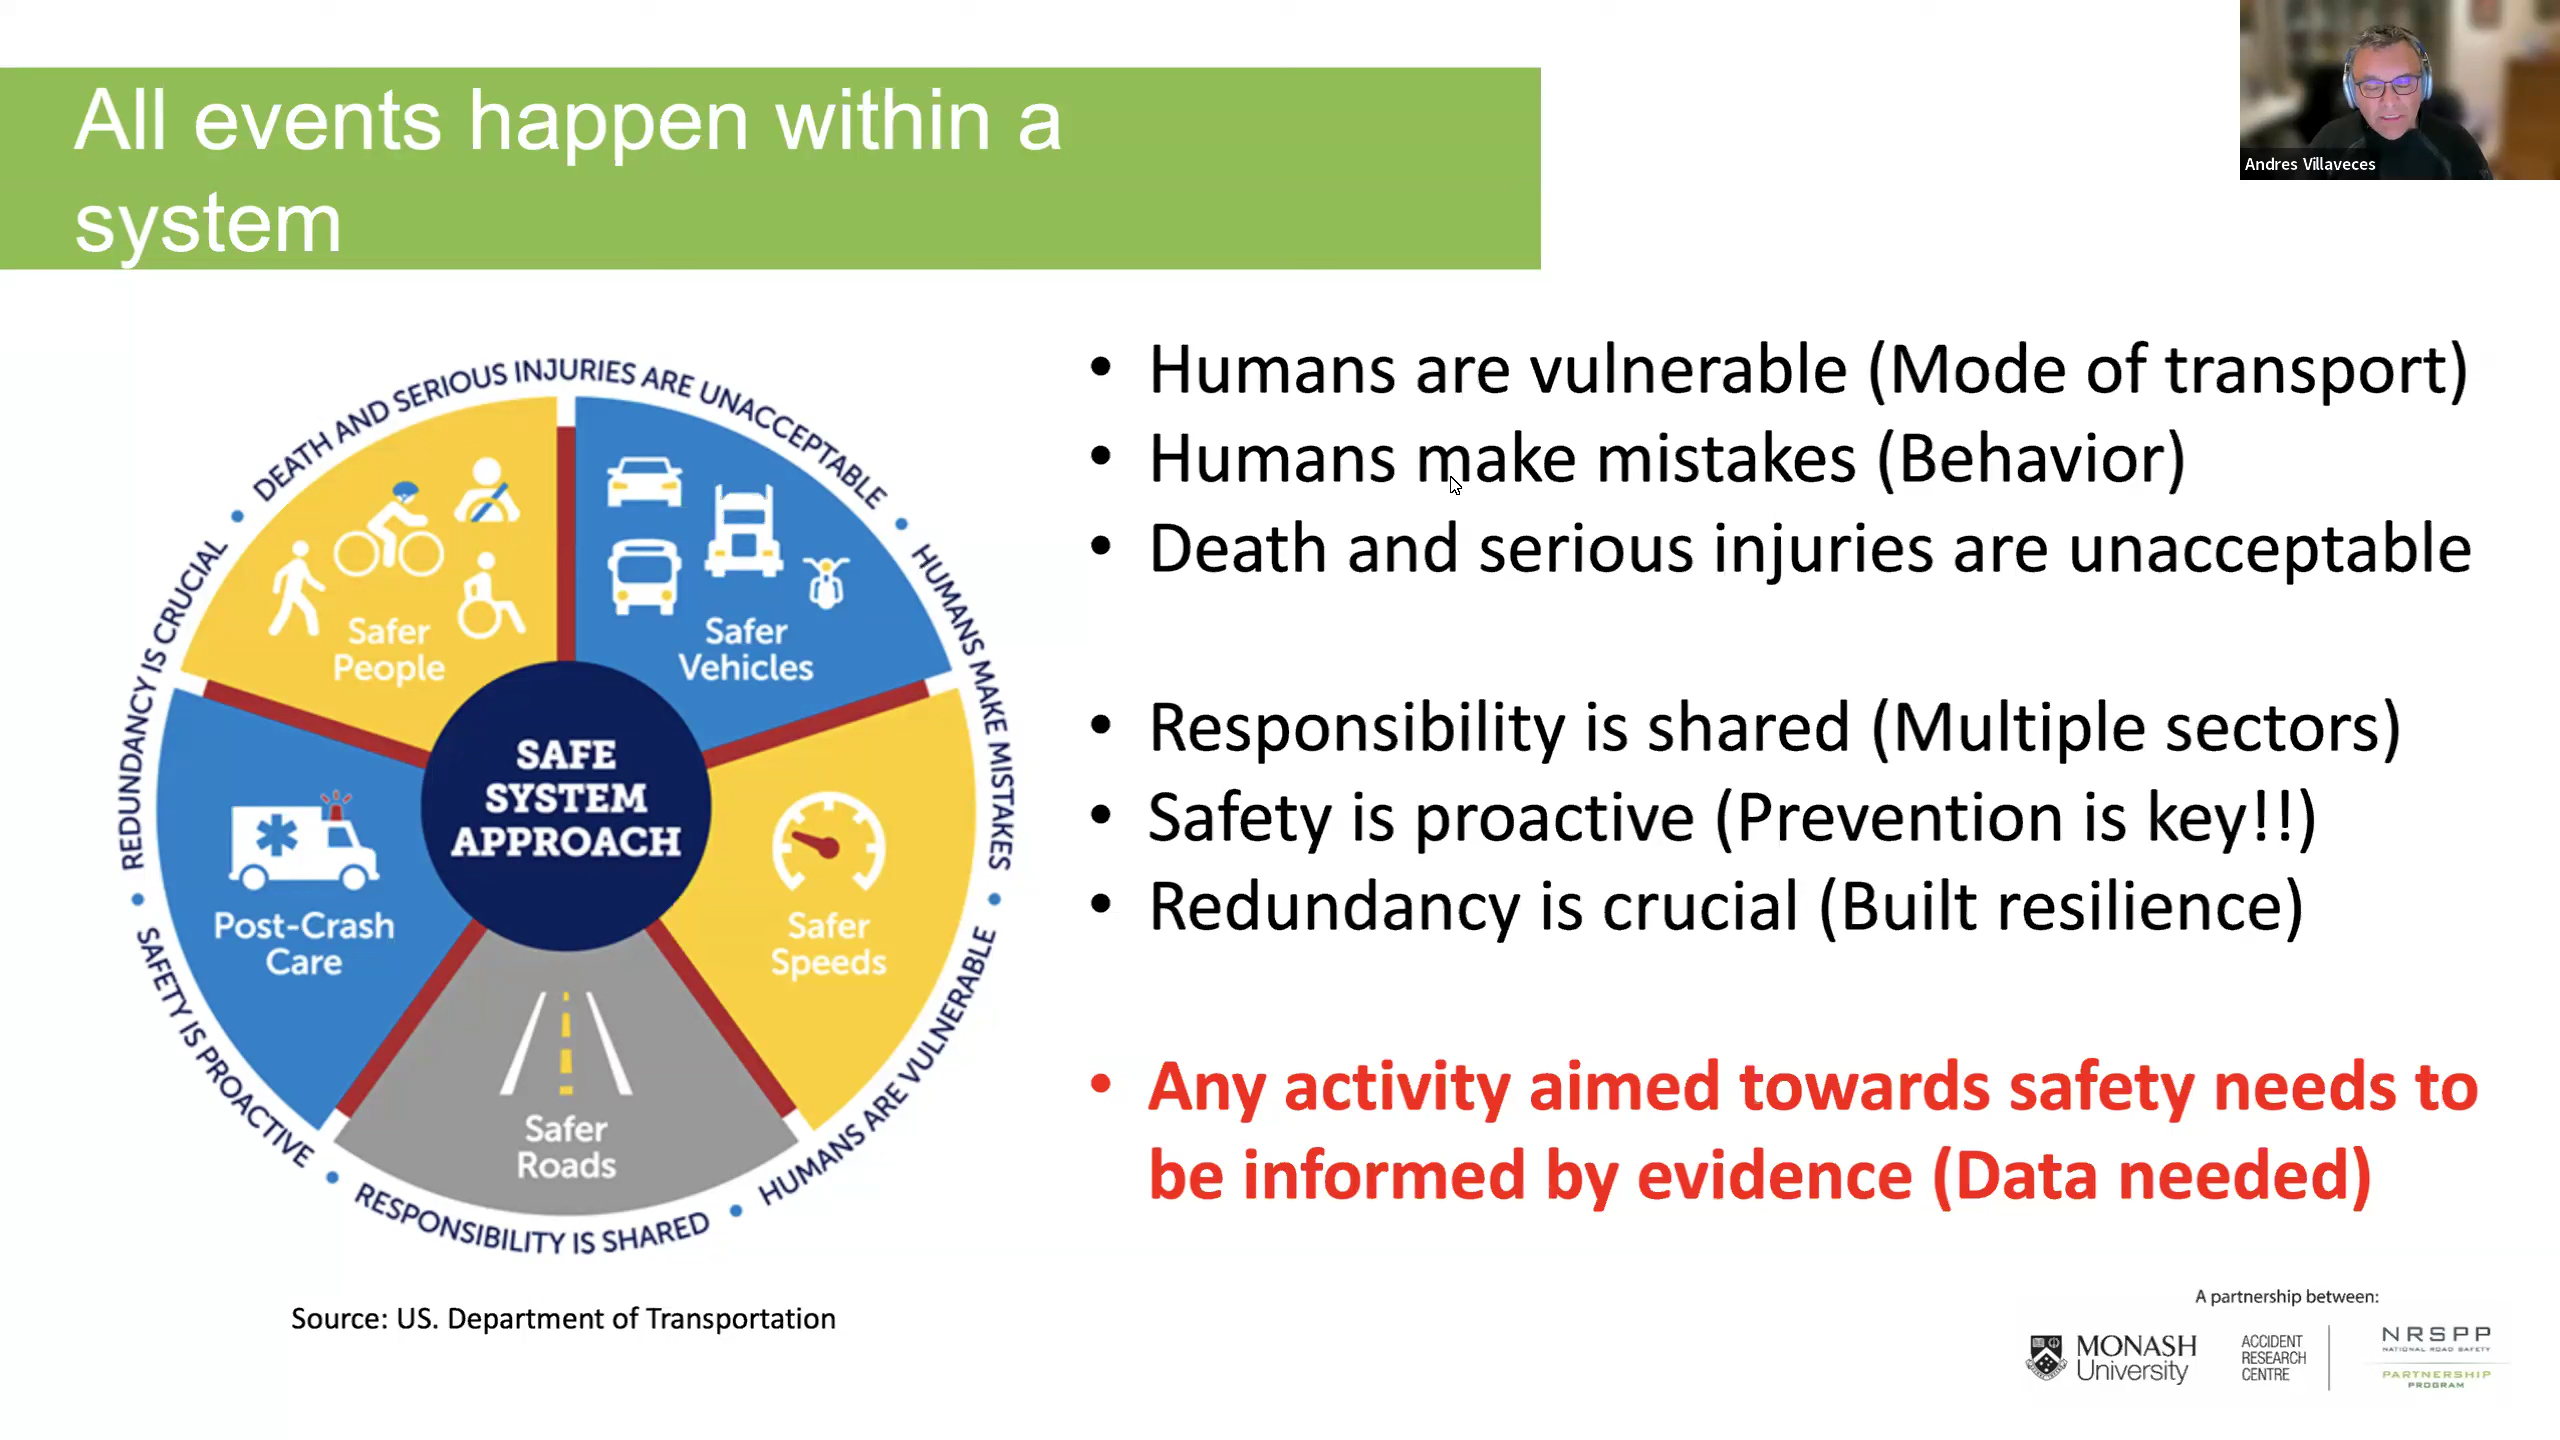 All events happen within a
system
Andres Villaveces
DEATH AND SERIOUS INJURIES ARE UNACCEPTABLE
HUMANS MAKE MISTAKES
HUMANS ARE VULNERABLE
RESPONSIBILITY IS SHARED
SAFETY IS PROACTIVE
REDUNDANCY IS CRUCIAL
Safer
People
Safer
Vehicles
SAFE
SYSTEM
APPROACH
Post-Crash
Care
Safer
Speeds
Safer
Roads
Source: US. Department of Transportation
• Humans are vulnerable (Mode of transport)
• Humans make mistakes (Behavior)
• Death and serious injuries are unacceptable
• Responsibility is shared (Multiple sectors)
• Safety is proactive (Prevention is key!!)
• Redundancy is crucial (Built resilience)
• Any activity aimed towards safety needs to
be informed by evidence (Data needed)
A partnership between:
MONASH
University
ACCIDENT
RESEARCH
CENTRE
NRSPP
NATIONAL ROAD SAFETY
PARTNERSHIP
PROGRAM